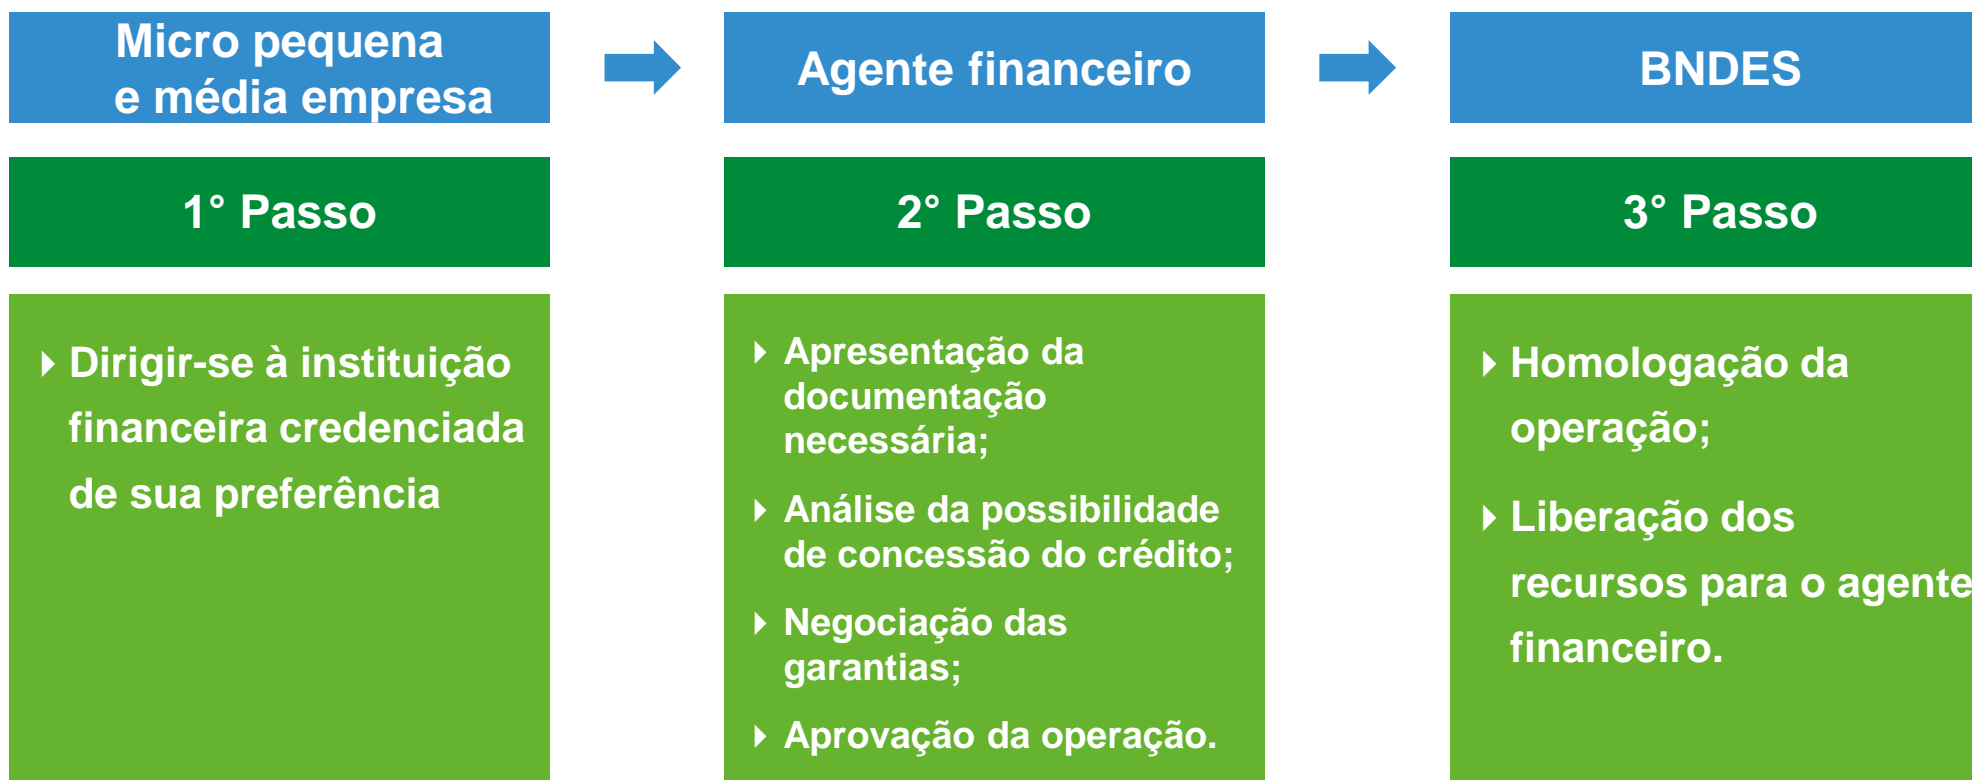 Micro pequena
e média empresa
Agente financeiro
BNDES
1° Passo
2° Passo
3° Passo
Dirigir-se à instituição
financeira credenciada
de sua preferência
Apresentação da
documentação
necessária;
Análise da possibilidade
de concessão do crédito;
Negociação das
garantias;
Aprovação da operação.
Homologação da
operação;
Liberação dos
recursos para o agente
financeiro.